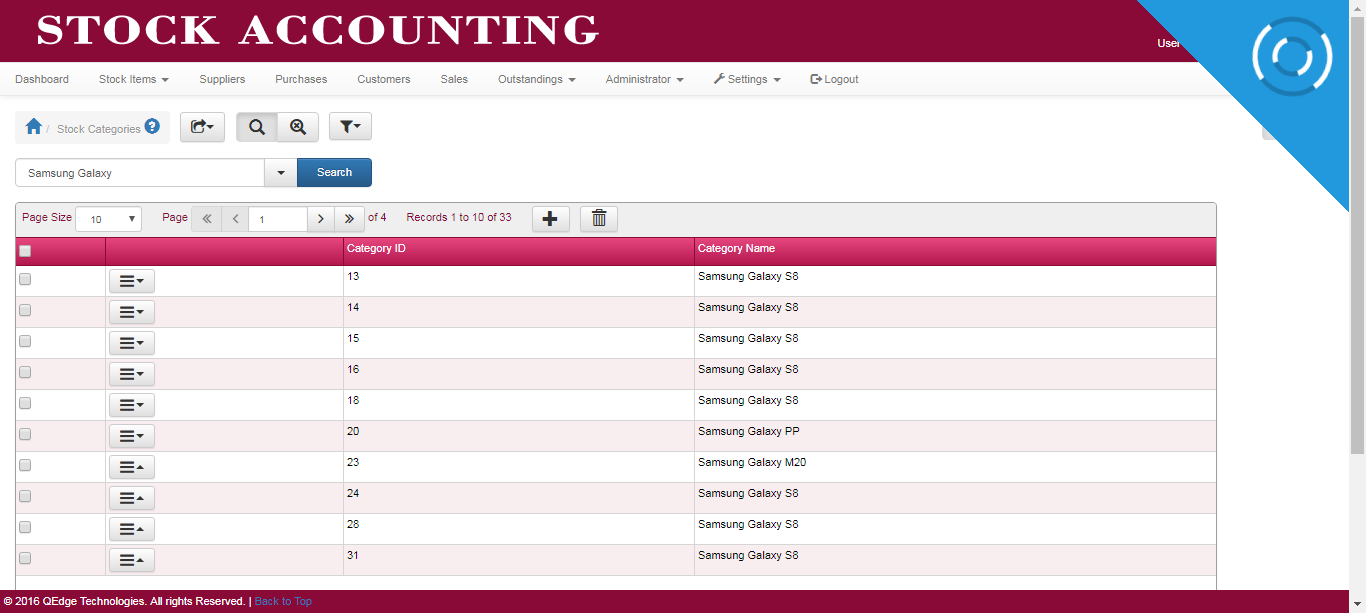 STOCK ACCOUNTING
User
Dashboard Stock Items Suppliers Purchases Customers Sales Outstandings Administrator Settings Logout
/ Stock Categories ?
Samsung Galaxy Search
Page Size 10 Page 1 of 4 Records 1 to 10 of 33
Category ID Category Name
13 Samsung Galaxy S8
14 Samsung Galaxy S8
15 Samsung Galaxy S8
16 Samsung Galaxy S8
18 Samsung Galaxy S8
20 Samsung Galaxy PP
23 Samsung Galaxy M20
24 Samsung Galaxy S8
28 Samsung Galaxy S8
31 Samsung Galaxy S8
© 2016 QEdge Technologies. All rights Reserved. | Back to Top